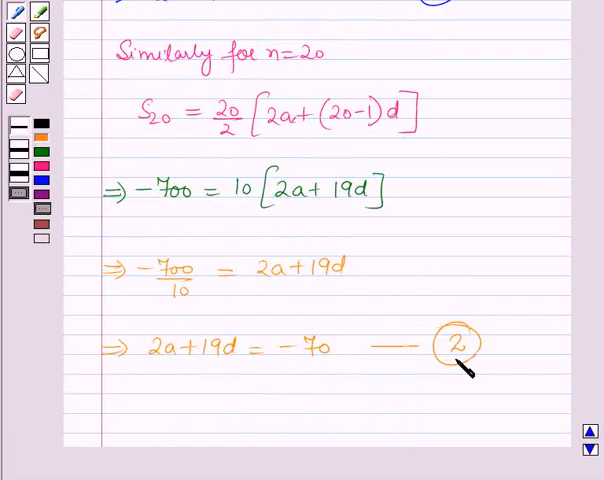 Similarly for n=20
S₂₀ = 20/2 [2a+(20-1)d]
⇒ -700 = 10 [2a+19d]
⇒ -700/10 = 2a+19d
⇒ 2a+19d = -70 —— 2